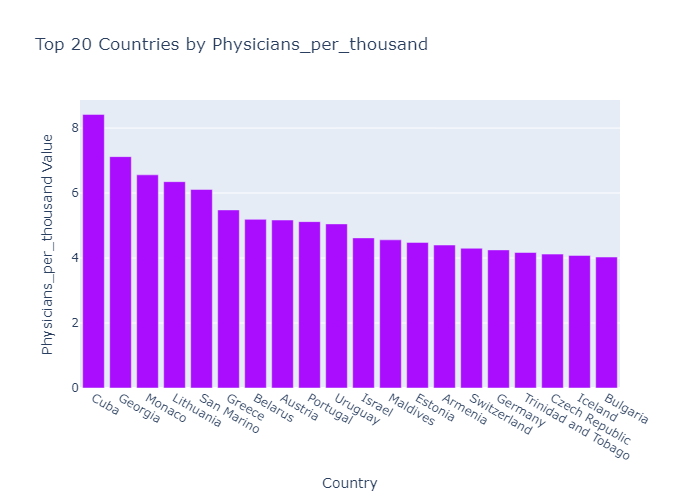 Top 20 Countries by Physicians_per_thousand
Physicians_per_thousand Value
8
6
4
2
0
Cuba
Georgia
Monaco
Lithuania
San Marino
Greece
Belarus
Austria
Portugal
Uruguay
Israel
Maldives
Estonia
Armenia
Switzerland
Germany
Trinidad and Tobago
Czech Republic
Iceland
Bulgaria
Country